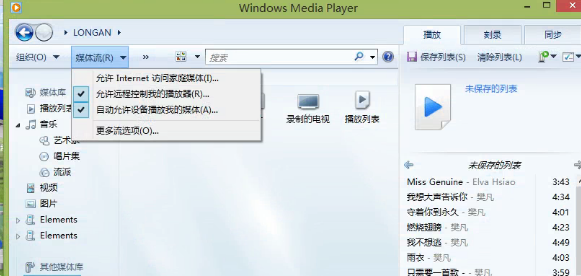 Windows Media Player
LONGAN
播放 刻录 同步
组织(O) 媒体流(R) » 搜索 保存列表(S) 清除列表(L)
允许 Internet 访问家庭媒体(I)...
允许远程控制我的播放器(R)...
自动允许设备播放我的媒体(A)...
更多流选项(O)...
媒体库
播放列表
音乐
艺术家
唱片集
流派
视频
图片
Elements
Elements
其他媒体库
录制的电视 播放列表
未保存的列表
未保存的列表
Miss Genuine - Elva Hsiao 3:43
我想大声告诉你 - 樊凡 4:34
守着你到永久 - 樊凡 4:21
燃烧翅膀 - 樊凡 4:34
我不想逃 - 樊凡 4:49
雨衣 - 樊凡 4:03
只需要一首歌 - 樊凡 4:26